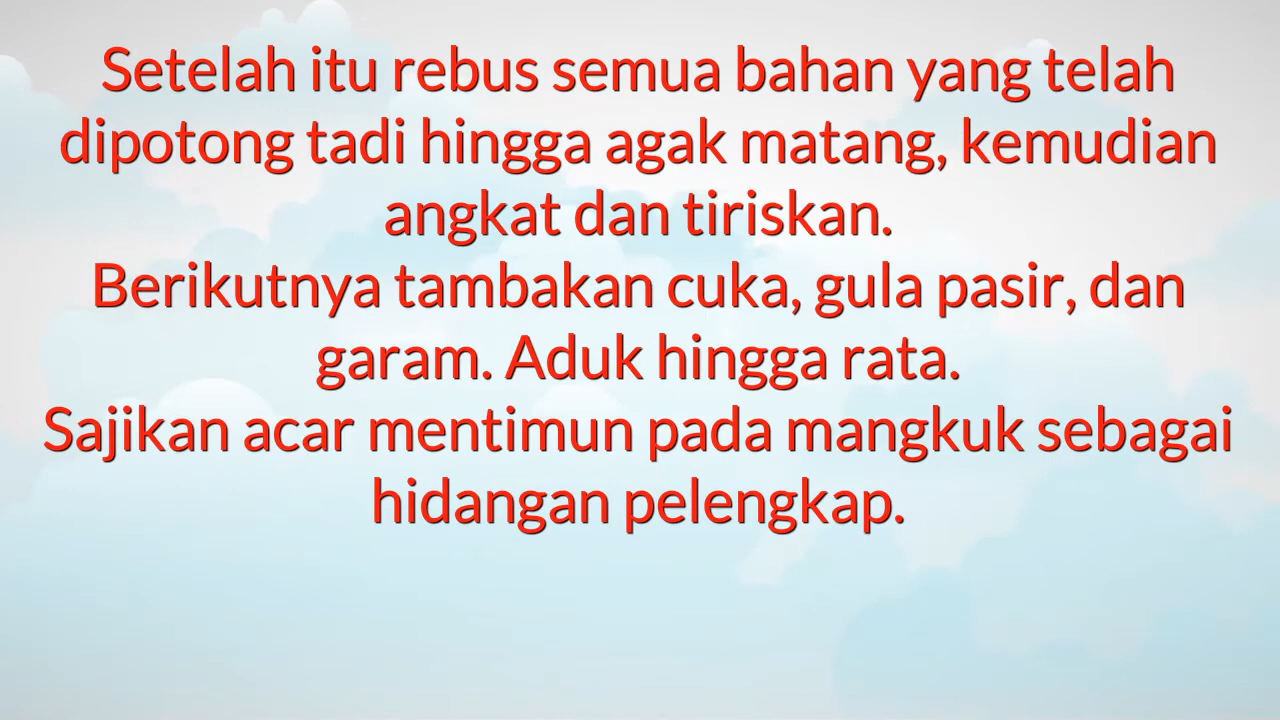 Setelah itu rebus semua bahan yang telah
dipotong tadi hingga agak matang, kemudian
angkat dan tiriskan.
Berikutnya tambakan cuka, gula pasir, dan
garam. Aduk hingga rata.
Sajikan acar mentimun pada mangkuk sebagai
hidangan pelengkap.